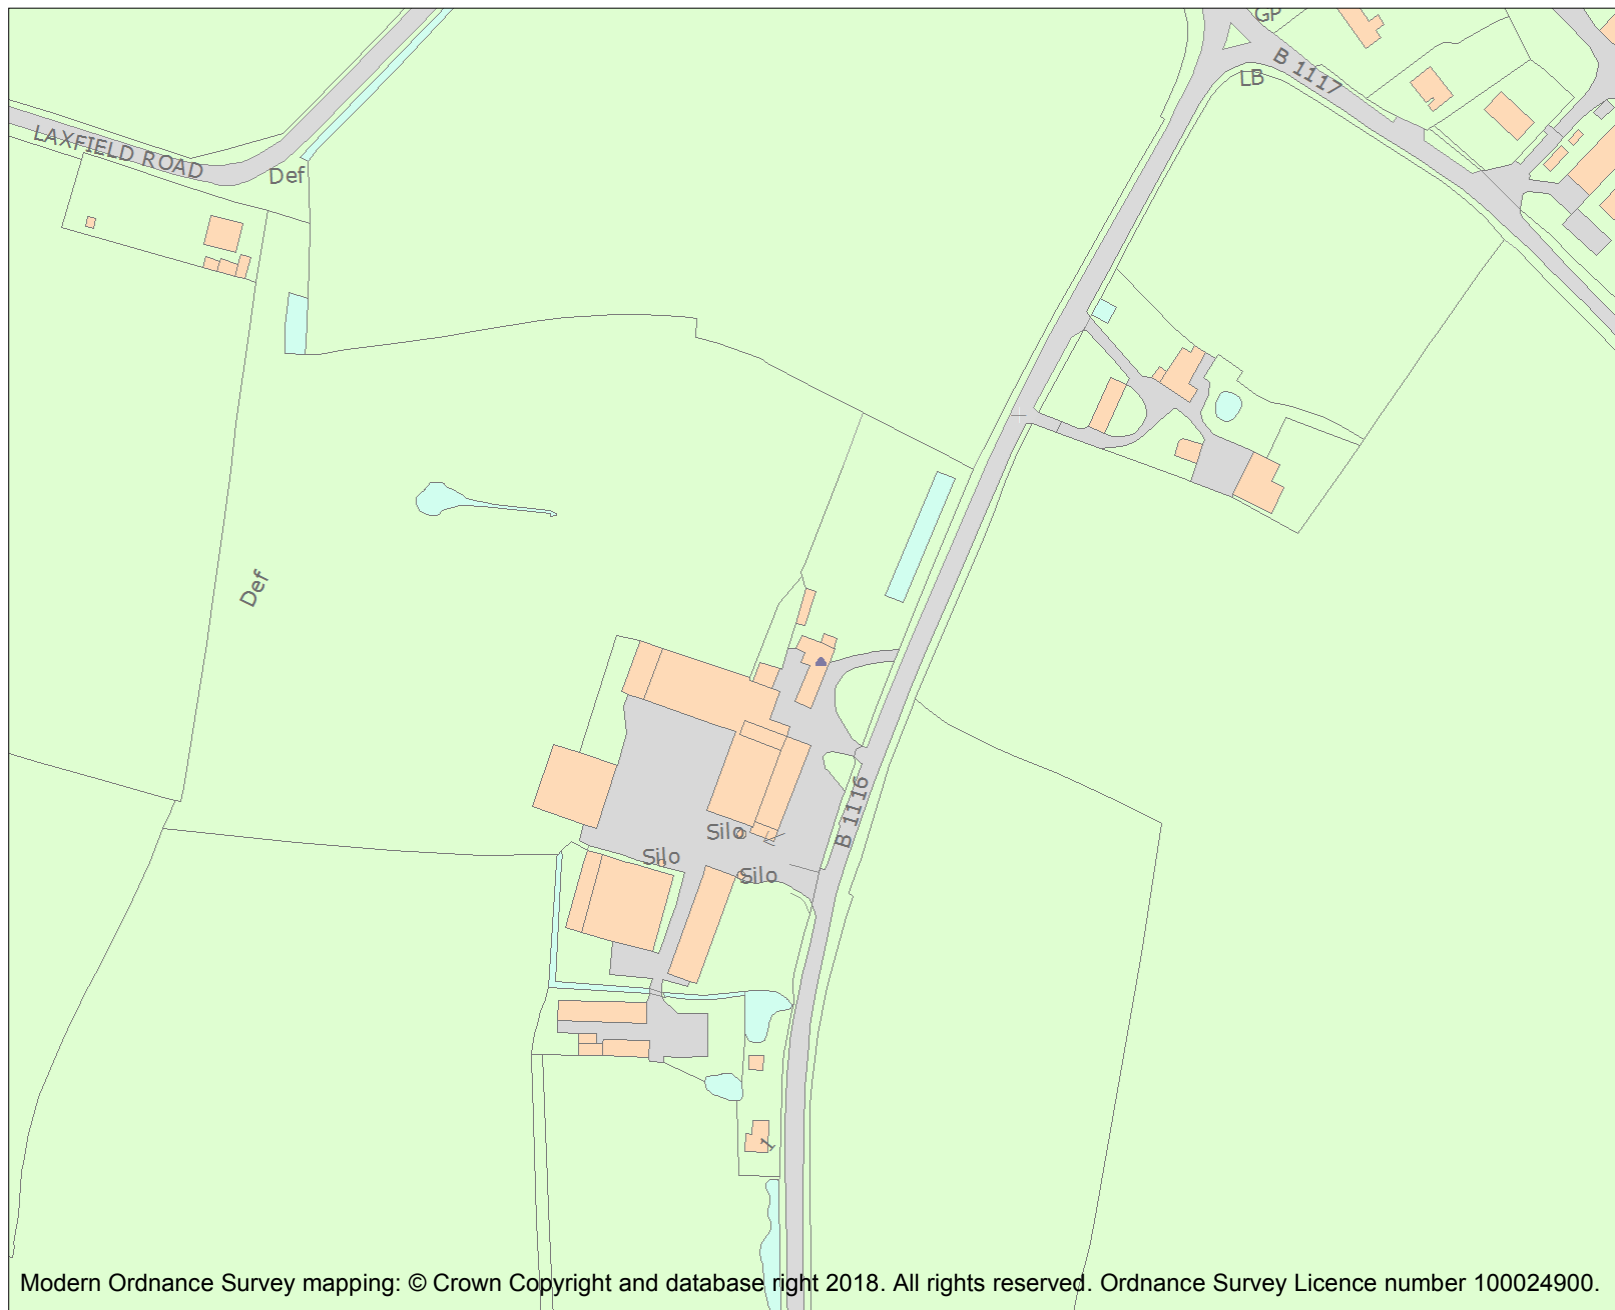 GP
B 1117
LB
LAXFIELD ROAD
Def
Def
B 1116
Silo
Silo
Silo
1
Modern Ordnance Survey mapping: © Crown Copyright and database right 2018. All rights reserved. Ordnance Survey Licence number 100024900.